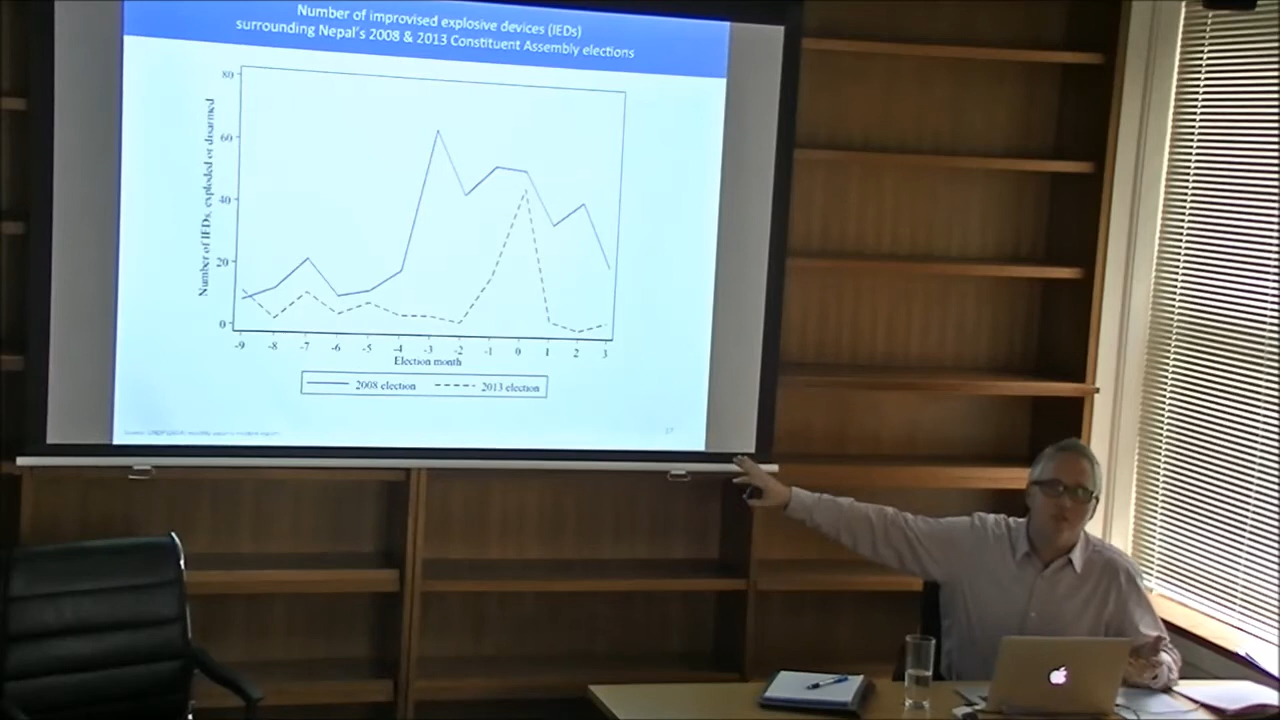 Number of improvised explosive devices (IEDs)
surrounding Nepal's 2008 & 2013 Constituent Assembly elections
Number of IEDs, exploded or disarmed
80
60
40
20
0
-9 -8 -7 -6 -5 -4 -3 -2 -1 0 1 2 3
Election month
2008 election 2013 election